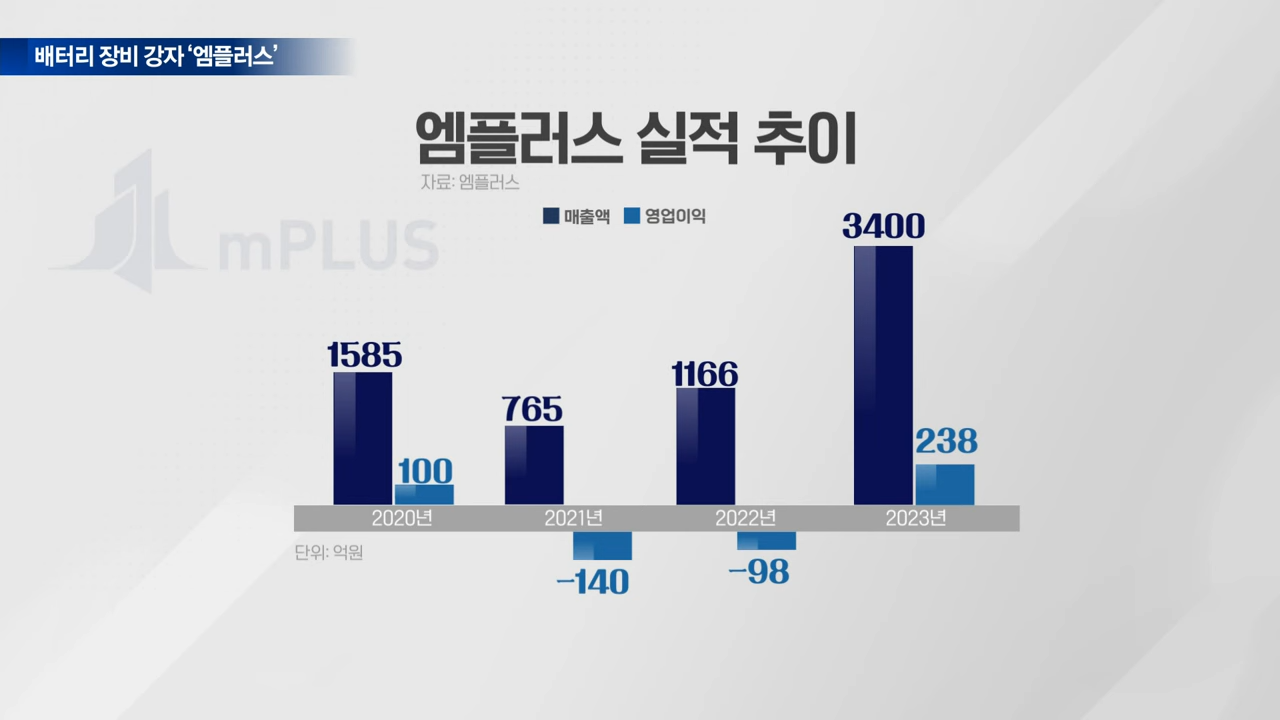 배터리 장비 강자 ‘엠플러스’
엠플러스 실적 추이
자료: 엠플러스
mPLUS
매출액 영업이익
3400
1585
1166
765
238
100
2020년 2021년 2022년 2023년
단위: 억원
-140
-98